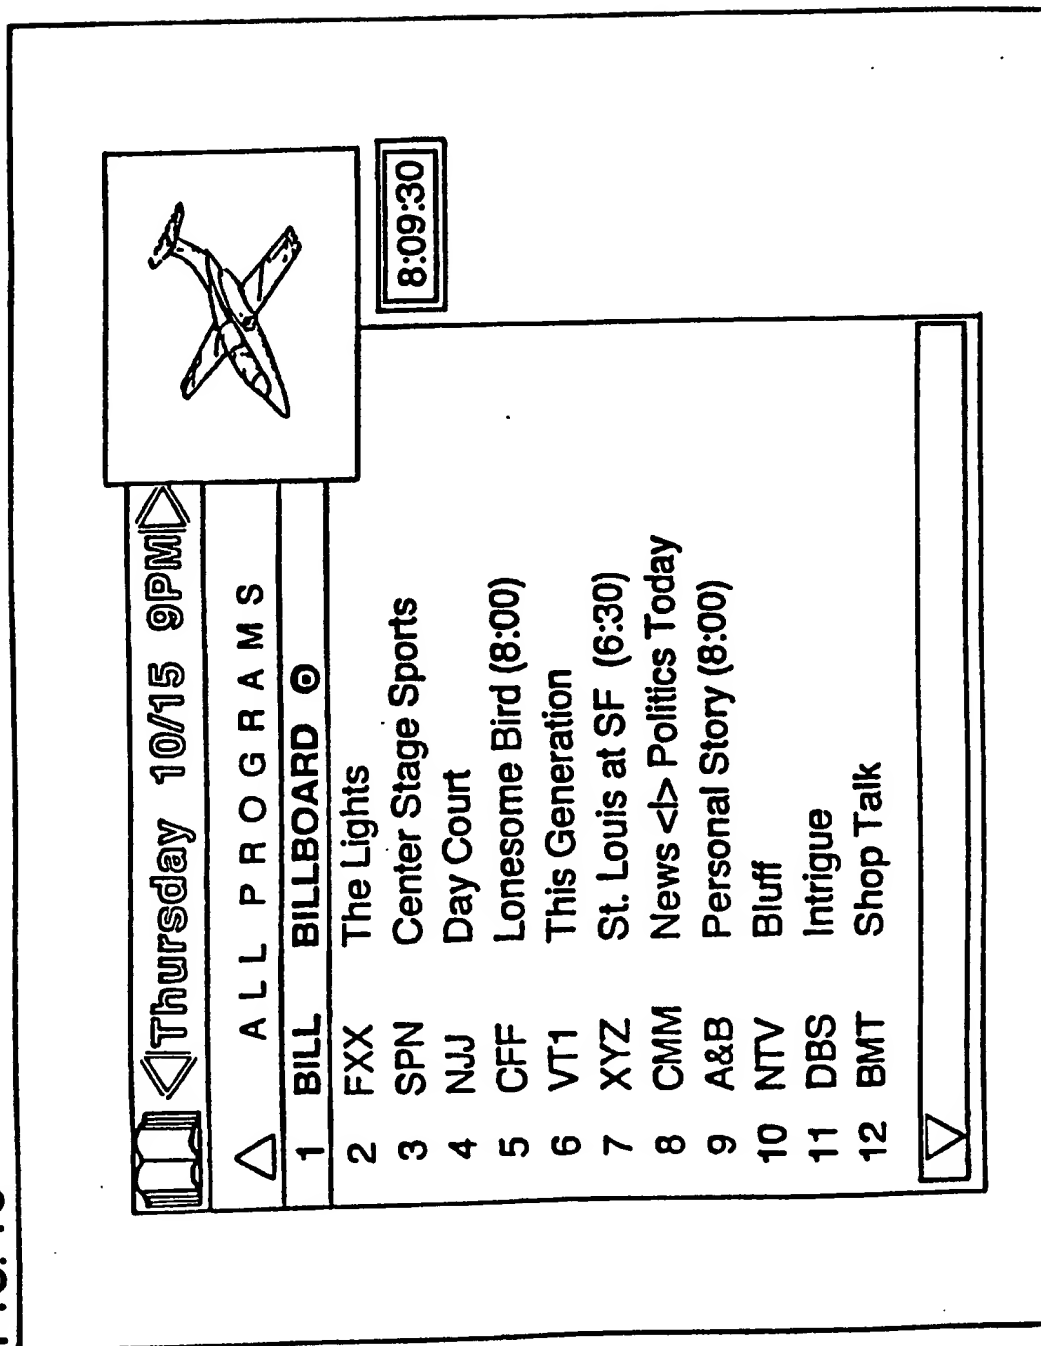 Thursday 10/15 9PM
ALL PROGRAMS
8:09:30
1 BILL BILLBOARD
2 FXX The Lights
3 SPN Center Stage Sports
4 NJJ Day Court
5 CFF Lonesome Bird (8:00)
6 VT1 This Generation
7 XYZ St. Louis at SF (6:30)
8 CMM News <|> Politics Today
9 A&B Personal Story (8:00)
10 NTV Bluff
11 DBS Intrigue
12 BMT Shop Talk